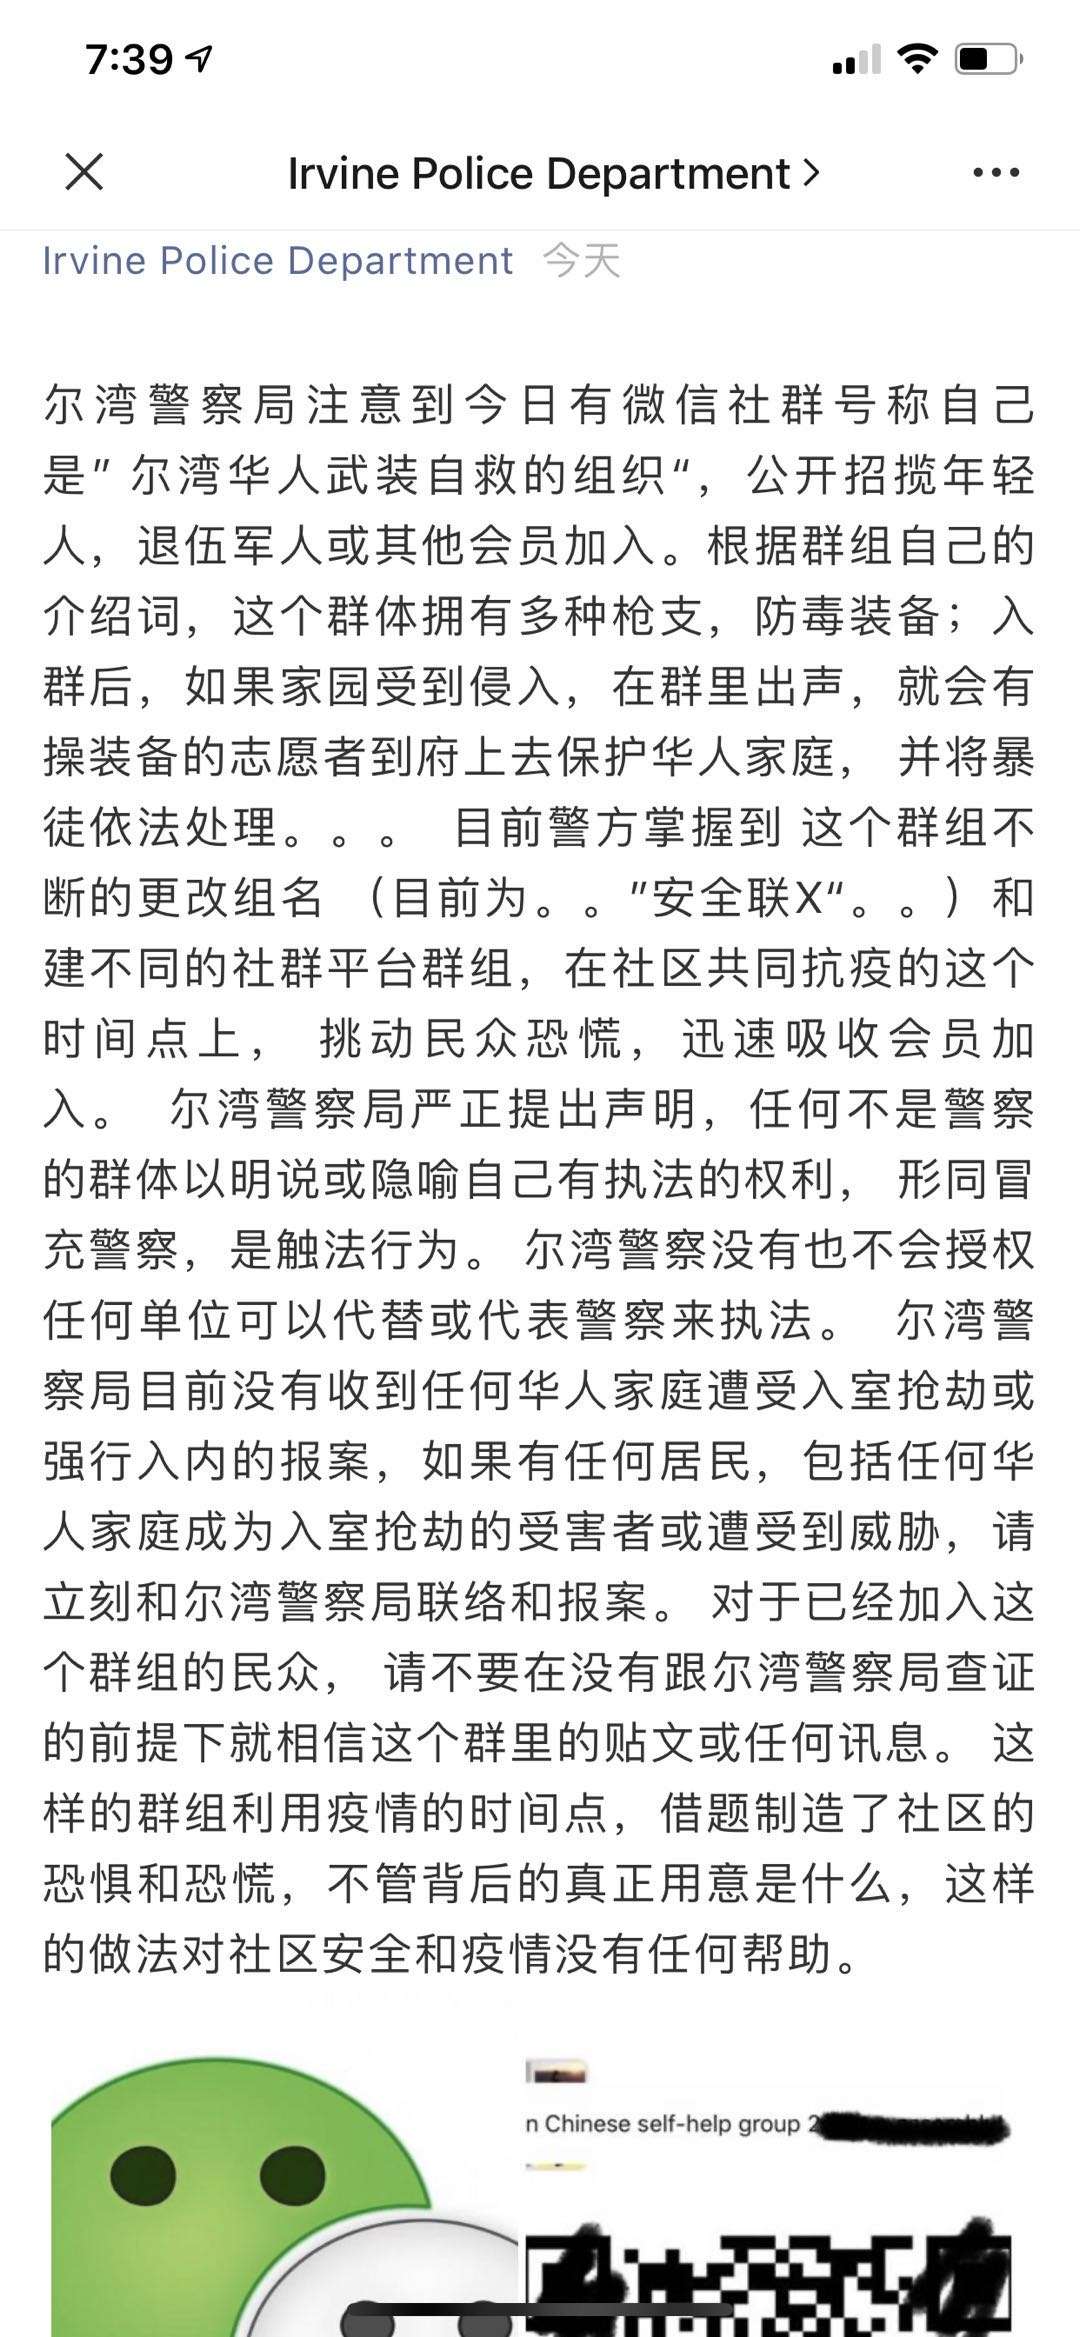 7:39
Irvine Police Department
Irvine Police Department 今天
尔湾警察局注意到今日有微信社群号称自己
是” 尔湾华人武装自救的组织“，公开招揽年轻
人，退伍军人或其他会员加入。根据群组自己的
介绍词，这个群体拥有多种枪支，防毒装备；入
群后，如果家园受到侵入，在群里出声，就会有
操装备的志愿者到府上去保护华人家庭， 并将暴
徒依法处理。。。 目前警方掌握到 这个群组不
断的更改组名 （目前为。。”安全联X“。。）和
建不同的社群平台群组，在社区共同抗疫的这个
时间点上， 挑动民众恐慌，迅速吸收会员加
入。 尔湾警察局严正提出声明，任何不是警察
的群体以明说或隐喻自己有执法的权利， 形同冒
充警察，是触法行为。 尔湾警察没有也不会授权
任何单位可以代替或代表警察来执法。 尔湾警
察局目前没有收到任何华人家庭遭受入室抢劫或
强行入内的报案，如果有任何居民，包括任何华
人家庭成为入室抢劫的受害者或遭受到威胁，请
立刻和尔湾警察局联络和报案。 对于已经加入这
个群组的民众， 请不要在没有跟尔湾警察局查证
的前提下就相信这个群里的贴文或任何讯息。 这
样的群组利用疫情的时间点，借题制造了社区的
恐惧和恐慌，不管背后的真正用意是什么，这样
的做法对社区安全和疫情没有任何帮助。
n Chinese self-help group 2